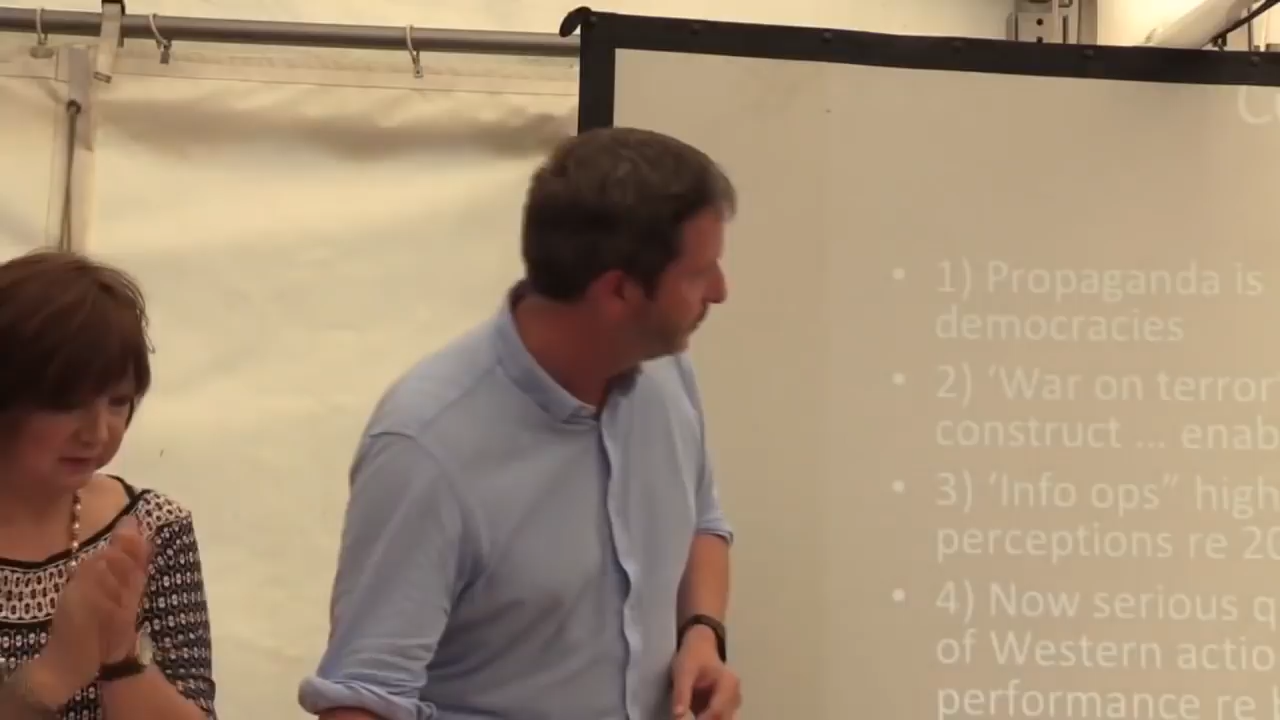 • 1) Propaganda is
democracies
• 2) ‘War on terror’
construct ... enab
• 3) ‘Info ops” high
perceptions re 20
• 4) Now serious q
of Western actio
performance re